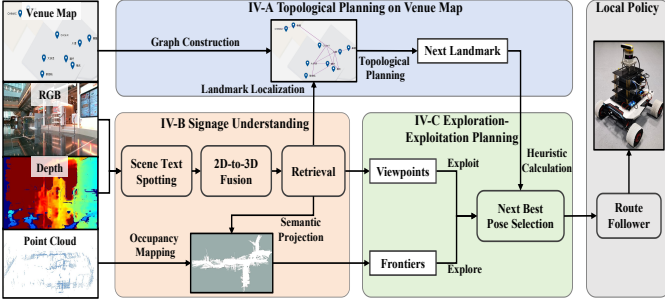 Venue Map
IV-A Topological Planning on Venue Map
Local Policy
Graph Construction
Topological
Planning
Next Landmark
Landmark Localization
RGB
IV-B Signage Understanding
IV-C Exploration-
Exploitation Planning
Depth
Scene Text
Spotting
2D-to-3D
Fusion
Retrieval
Viewpoints
Exploit
Heuristic
Calculation
Next Best
Pose Selection
Route
Follower
Point Cloud
Occupancy
Mapping
Semantic
Projection
Frontiers
Explore